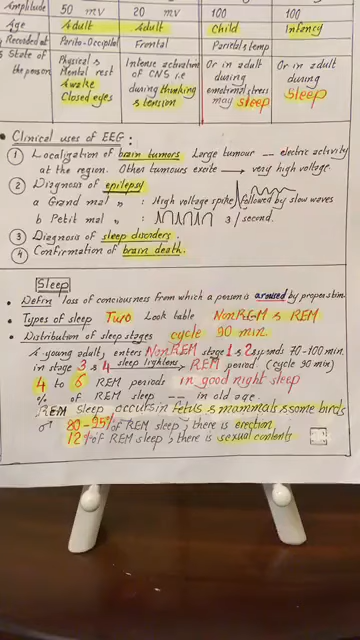 Amplitude 50 mv 20 mv 100 100
Age Adult Adult Child Infancy
Recorded at Parito-Occipital Frontal Parietal & temp
State of the person Physical & Mental rest Awake Closed eyes Intense activation of CNS i.e during thinking & tension Or in adult during emotional stress may sleep Or in adult during sleep
• Clinical uses of EEG:
① Localization of brain tumors Large tumour -- electric activity
at the region. Other tumours excite → very high voltage.
② Diagnosis of epilepsy
a Grand mal " : High voltage spike followed by slow waves
b Petit mal " : 3/second.
③ Diagnosis of sleep disorders.
④ Confirmation of brain death.
Sleep
• Defrn: loss of conciousness from which a person is aroused by proper stim.
• Types of sleep Two Look table NonREM & REM
• Distribution of sleep stages cycle 90 min.
A young adult, enters NonREM stage 1 & 2 spends 70-100 min.
in stage 3 & 4 sleep lightens → REM period (cycle 90 min)
4 to 6 REM periods in good night sleep
% of REM sleep -- in old age.
REM sleep occurs in fetus & mammals & some birds
80-95% of REM sleep, there is erection,
12% of REM sleep, there is sexual contents